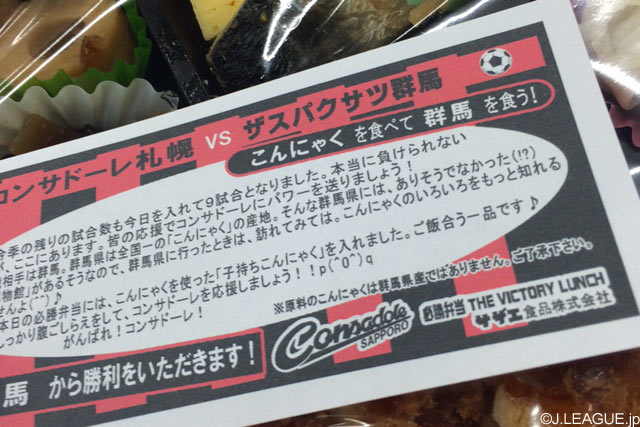 コンサドーレ札幌 VS ザスパクサツ群馬
こんにゃく を食べて 群馬 を食う!
今季の残りの試合数も今日を入れて9試合となりました。本当に負けられない
、ここにあります。皆の応援でコンサドーレにパワーを送りましょう!
相手は群馬。群馬県は全国一の「こんにゃく」の産地。そんな群馬県には、ありそうでなかった(!?)
物館」があるそうなので、群馬県に行ったときは、訪れてみては。こんにゃくのいろいろをもっと知れる
せんよ(⌒)♪
本日の必勝弁当には、こんにゃくを使った「子持ちこんにゃく」を入れました。ご飯合う一品です♪
しっかり腹ごしらえをして、コンサドーレを応援しましょう!!p(^0^)q
がんばれ!コンサドーレ!
※原料のこんにゃくは群馬県産ではありません。ご了承下さい。
馬 から勝利をいただきます!
Consadole
SAPPORO
必勝弁当 THE VICTORY LUNCH
サザエ食品株式会社
©J.LEAGUE.jp